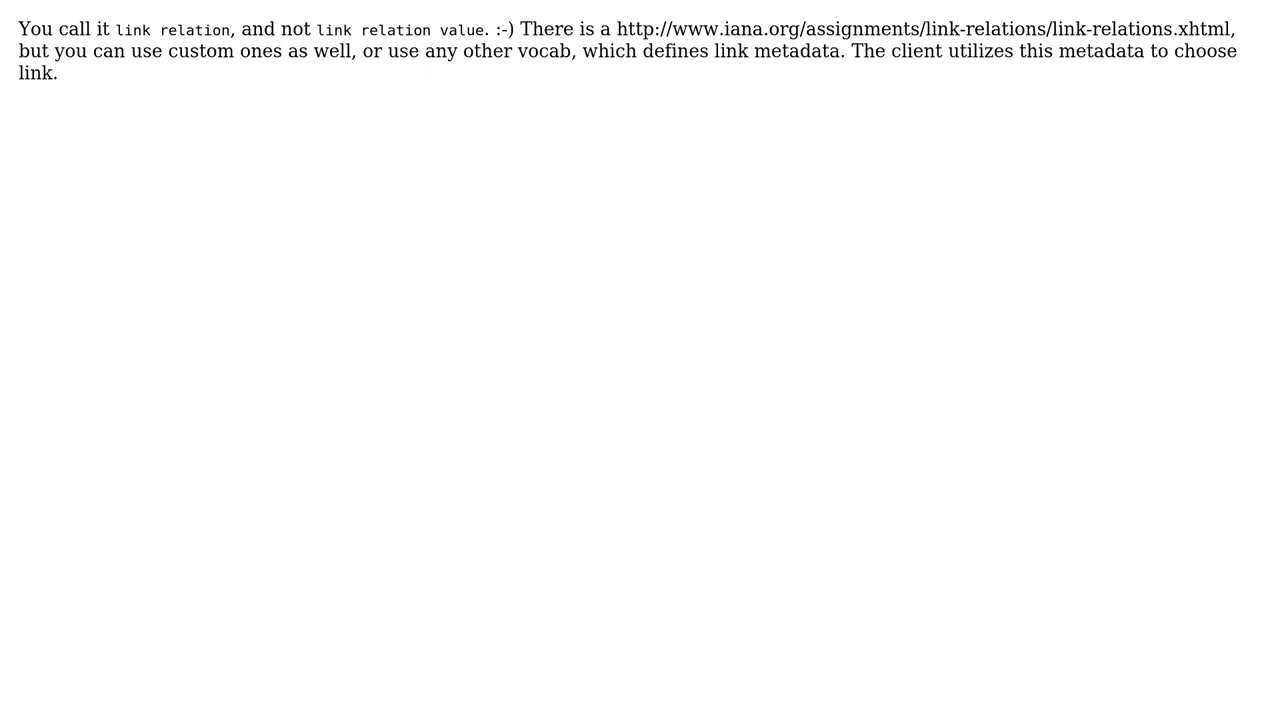 You call it link relation, and not link relation value. :-) There is a http://www.iana.org/assignments/link-relations/link-relations.xhtml,
but you can use custom ones as well, or use any other vocab, which defines link metadata. The client utilizes this metadata to choose
link.